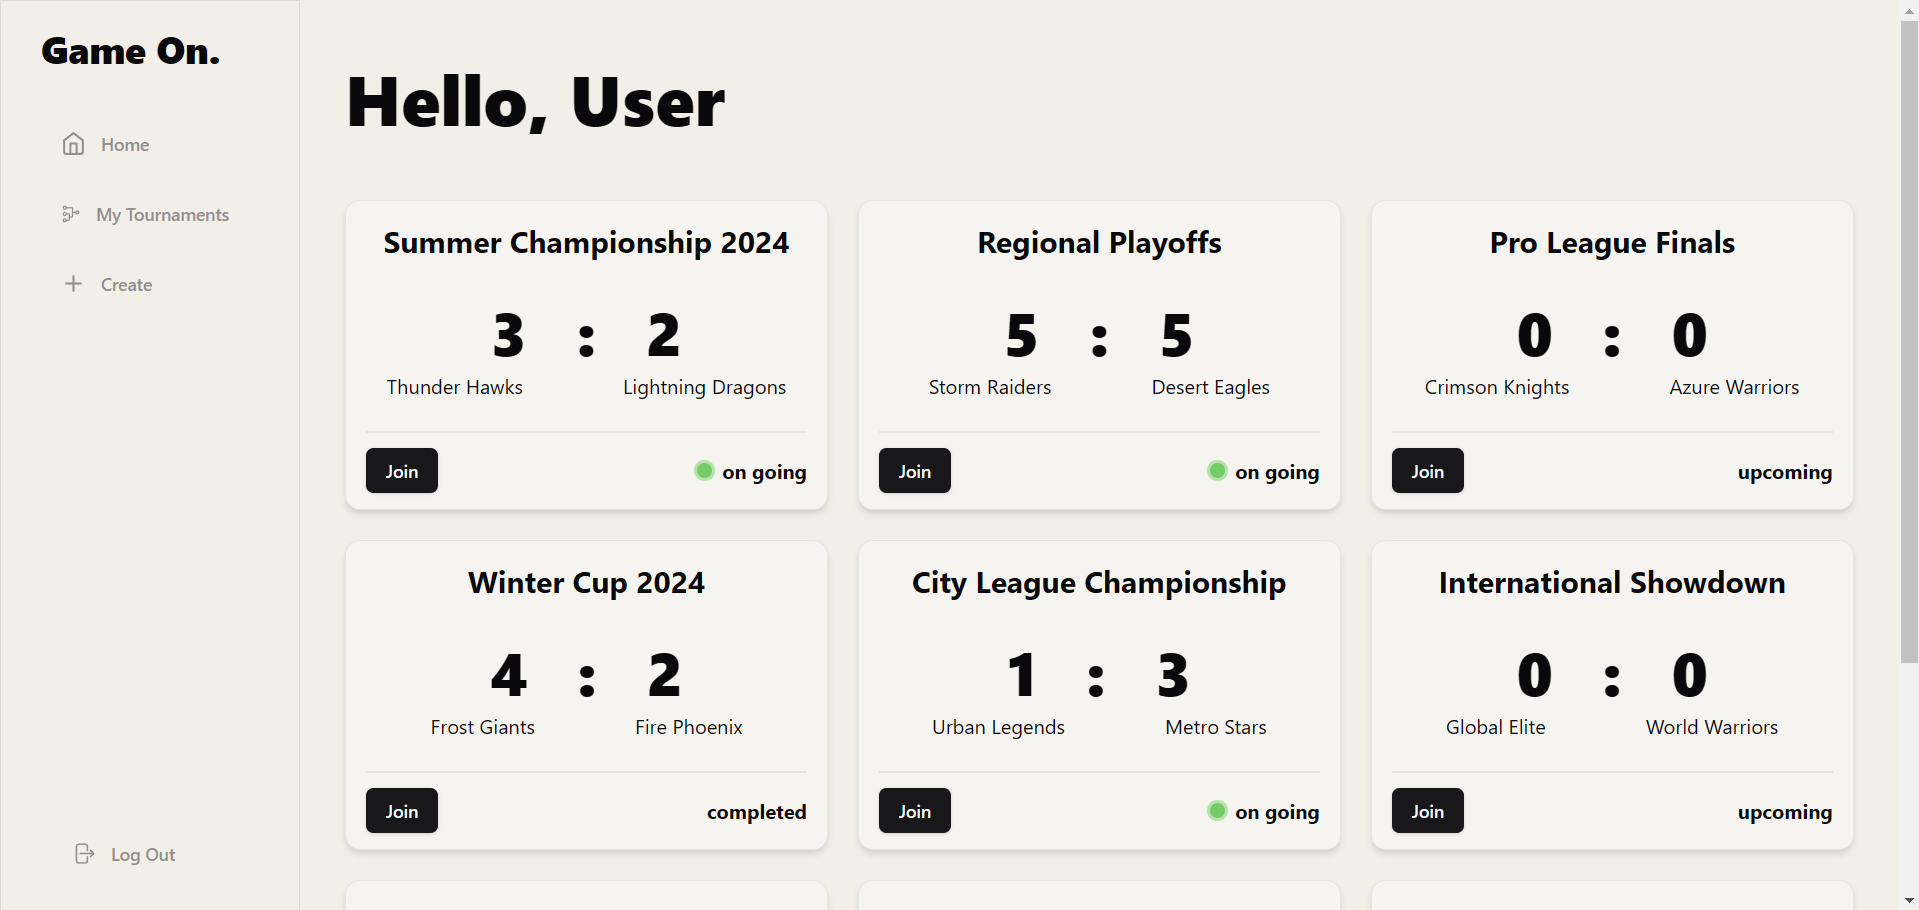 Game On.
Home
My Tournaments
Create
Log Out
Hello, User
Summer Championship 2024
3 : 2
Thunder Hawks Lightning Dragons
Join on going
Regional Playoffs
5 : 5
Storm Raiders Desert Eagles
Join on going
Pro League Finals
0 : 0
Crimson Knights Azure Warriors
Join upcoming
Winter Cup 2024
4 : 2
Frost Giants Fire Phoenix
Join completed
City League Championship
1 : 3
Urban Legends Metro Stars
Join on going
International Showdown
0 : 0
Global Elite World Warriors
Join upcoming